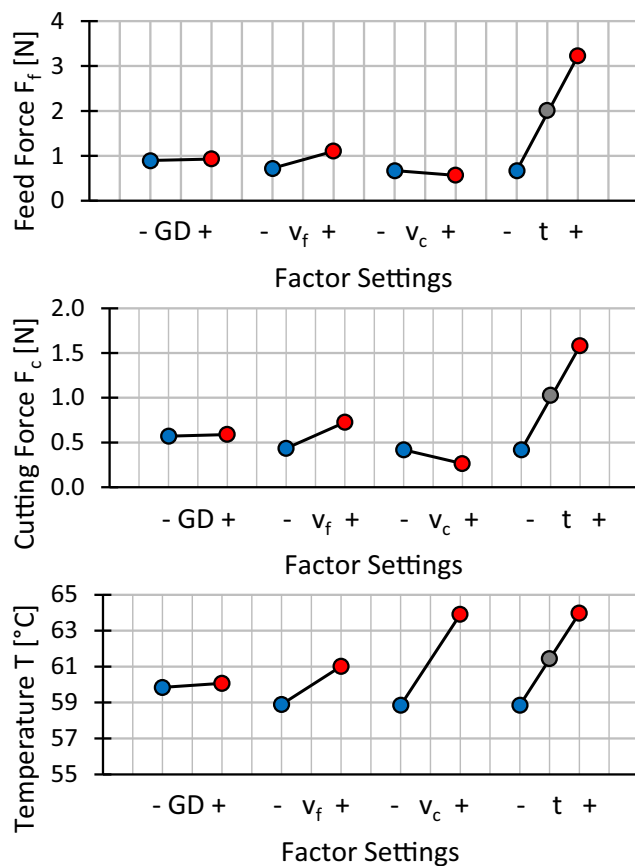 Feed Force Ff [N]
4
3
2
1
0
- GD + - vf + - vc + - t +
Factor Settings
Cutting Force Fc [N]
2.0
1.5
1.0
0.5
0.0
- GD + - vf + - vc + - t +
Factor Settings
Temperature T [°C]
65
63
61
59
57
55
- GD + - vf + - vc + - t +
Factor Settings